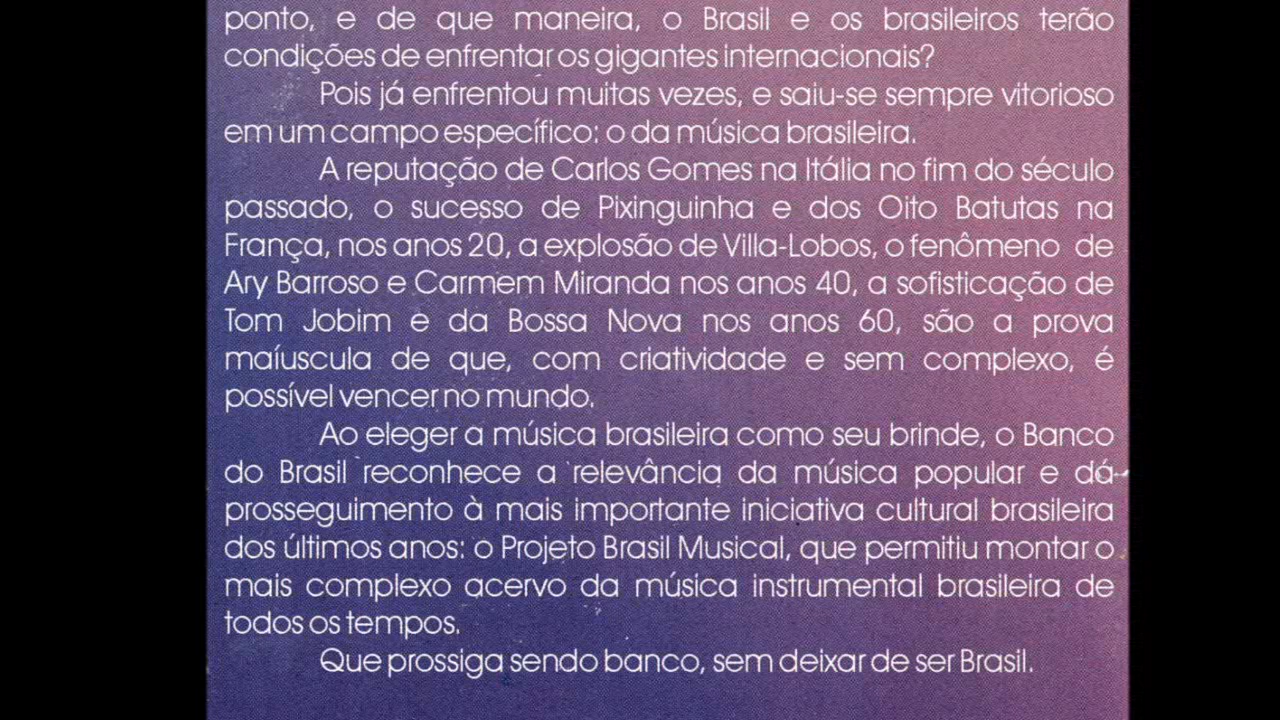 ponto, e de que maneira, o Brasil e os brasileiros terão
condições de enfrentar os gigantes internacionais?
Pois já enfrentou muitas vezes, e saiu-se sempre vitorioso
em um campo específico: o da música brasileira.
A reputação de Carlos Gomes na Itália no fim do século
passado, o sucesso de Pixinguinha e dos Oito Batutas na
França, nos anos 20, a explosão de Villa-Lobos, o fenômeno de
Ary Barroso e Carmem Miranda nos anos 40, a sofisticação de
Tom Jobim e da Bossa Nova nos anos 60, são a prova
maíuscula de que, com criatividade e sem complexo, é
possível vencer no mundo.
Ao eleger a música brasileira como seu brinde, o Banco
do Brasil reconhece a relevância da música popular e dá
prosseguimento à mais importante iniciativa cultural brasileira
dos últimos anos: o Projeto Brasil Musical, que permitiu montar o
mais complexo acervo da música instrumental brasileira de
todos os tempos.
Que prossiga sendo banco, sem deixar de ser Brasil.